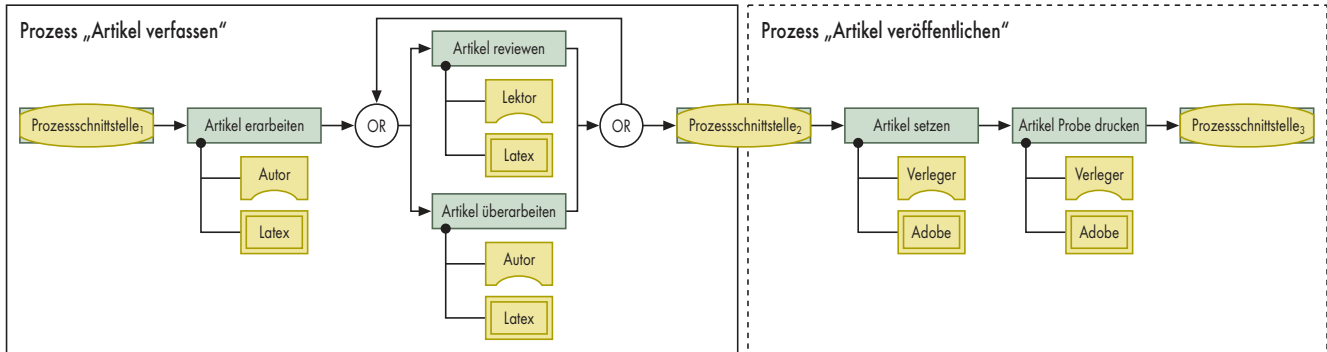 Prozess „Artikel verfassen“
Prozess „Artikel veröffentlichen“
Prozessschnittstelle₁
Artikel erarbeiten
Autor
Latex
OR
Artikel reviewen
Lektor
Latex
Artikel überarbeiten
Autor
Latex
OR
Prozessschnittstelle₂
Artikel setzen
Verleger
Adobe
Artikel Probe drucken
Verleger
Adobe
Prozessschnittstelle₃